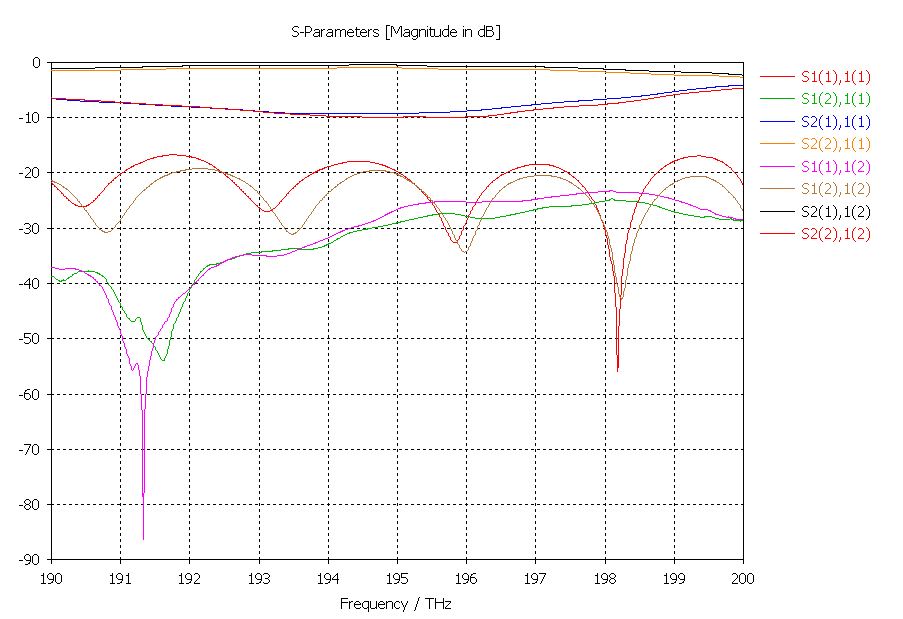 S-Parameters [Magnitude in dB]
0
-10
-20
-30
-40
-50
-60
-70
-80
-90
190 191 192 193 194 195 196 197 198 199 200
Frequency / THz
S1(1),1(1)
S1(2),1(1)
S2(1),1(1)
S2(2),1(1)
S1(1),1(2)
S1(2),1(2)
S2(1),1(2)
S2(2),1(2)